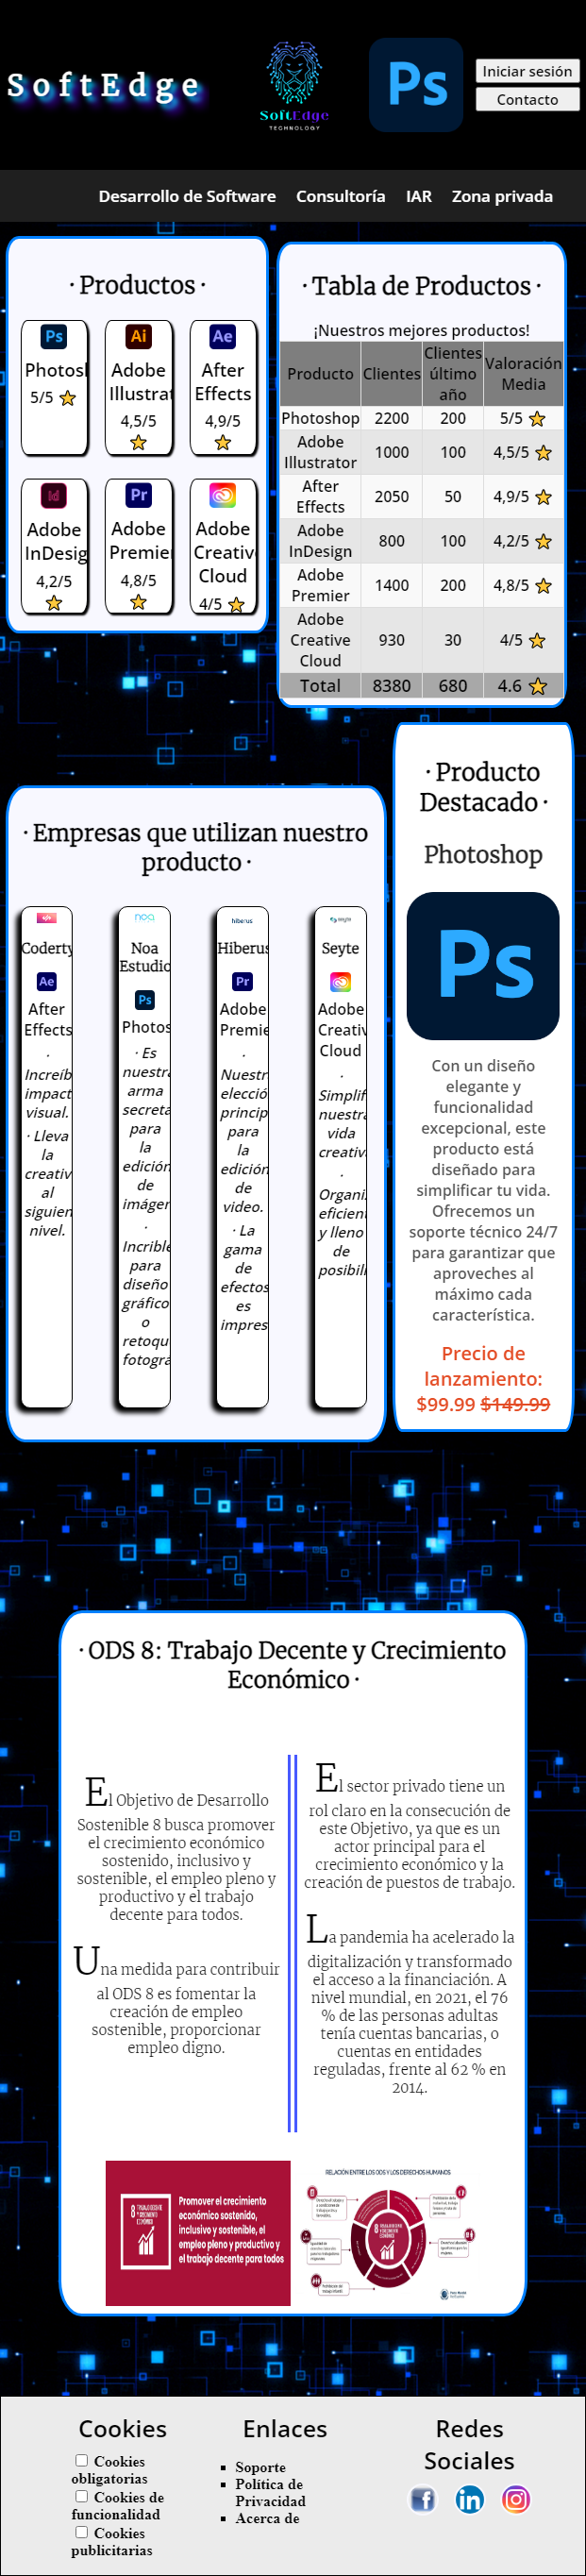 SoftEdge
SoftEdge
TECHNOLOGY
Ps
Iniciar sesión
Contacto
Desarrollo de Software Consultoría IAR Zona privada
· Productos ·
Ps
Photosh
5/5
Ai
Adobe
Illustrat
4,5/5
Ae
After
Effects
4,9/5
Id
Adobe
InDesig
4,2/5
Pr
Adobe
Premier
4,8/5
Adobe
Creative
Cloud
4/5
· Tabla de Productos ·
¡Nuestros mejores productos!
Producto Clientes Clientes último año Valoración Media
Photoshop 2200 200 5/5
Adobe Illustrator 1000 100 4,5/5
After Effects 2050 50 4,9/5
Adobe InDesign 800 100 4,2/5
Adobe Premier 1400 200 4,8/5
Adobe Creative Cloud 930 30 4/5
Total 8380 680 4.6
· Empresas que utilizan nuestro
producto ·
Coderty
Ae
After
Effects
·
Increíb
impact
visual.
· Lleva
la
creativ
al
siguien
nivel.
noa
Noa
Estudio
Ps
Photos
· Es
nuestra
arma
secreta
para
la
edición
de
imáger
·
Incrible
para
diseño
gráfico
o
retoqu
fotográ
hiberus
Hiberus
Pr
Adobe
Premie
·
Nuestr
elecció
princip
para
la
edición
de
video.
· La
gama
de
efectos
es
impres
seyte
Seyte
Adobe
Creativ
Cloud
·
Simplif
nuestra
vida
creativ
·
Organi
eficient
y lleno
de
posibil
· Producto
Destacado ·
Photoshop
Ps
Con un diseño
elegante y
funcionalidad
excepcional, este
producto está
diseñado para
simplificar tu vida.
Ofrecemos un
soporte técnico 24/7
para garantizar que
aproveches al
máximo cada
característica.
Precio de
lanzamiento:
$99.99 $149.99
· ODS 8: Trabajo Decente y Crecimiento
Económico ·
El Objetivo de Desarrollo
Sostenible 8 busca promover
el crecimiento económico
sostenido, inclusivo y
sostenible, el empleo pleno y
productivo y el trabajo
decente para todos.
Una medida para contribuir
al ODS 8 es fomentar la
creación de empleo
sostenible, proporcionar
empleo digno.
El sector privado tiene un
rol claro en la consecución de
este Objetivo, ya que es un
actor principal para el
crecimiento económico y la
creación de puestos de trabajo.
La pandemia ha acelerado la
digitalización y transformado
el acceso a la financiación. A
nivel mundial, en 2021, el 76
% de las personas adultas
tenía cuentas bancarias, o
cuentas en entidades
reguladas, frente al 62 % en
2014.
8 TRABAJO DECENTE
Y CRECIMIENTO
ECONÓMICO
Promover el crecimiento
económico sostenido,
inclusivo y sostenible, el
empleo pleno y productivo y
el trabajo decente para todos
RELACIÓN ENTRE LOS ODS Y LOS DERECHOS HUMANOS
Cookies
Cookies
obligatorias
Cookies de
funcionalidad
Cookies
publicitarias
Enlaces
Soporte
Política de
Privacidad
Acerca de
Redes
Sociales